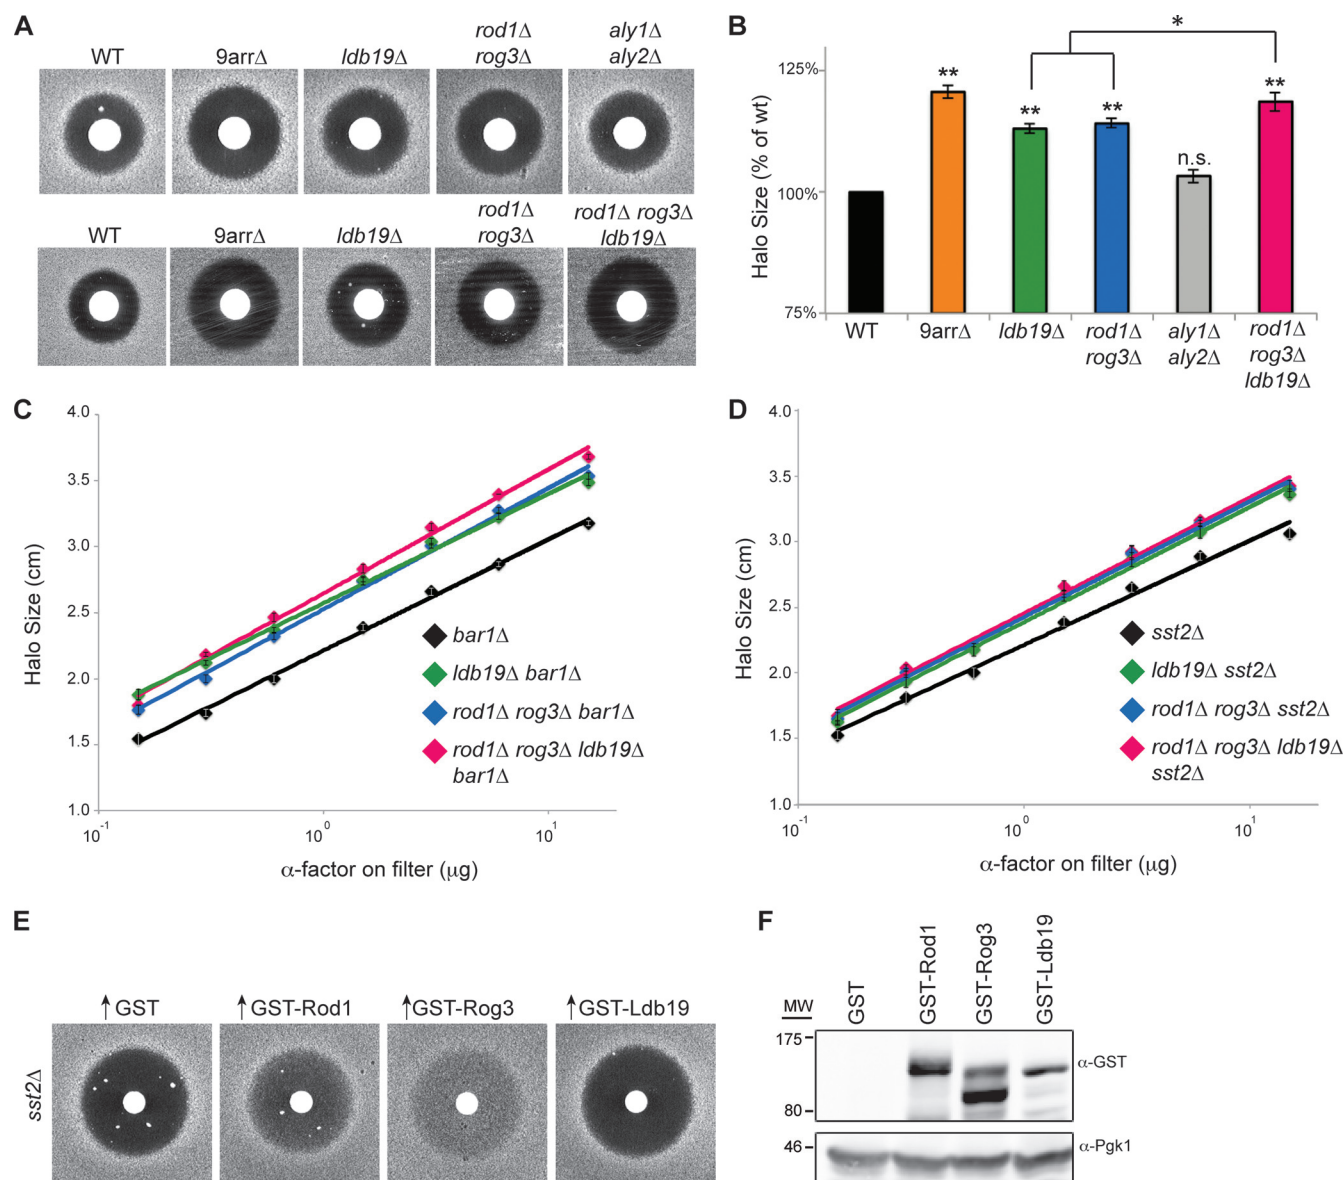 A
WT
9arrΔ
ldb19Δ
rod1Δ
rog3Δ
aly1Δ
aly2Δ
WT
9arrΔ
ldb19Δ
rod1Δ
rog3Δ
rod1Δ rog3Δ
ldb19Δ
B
Halo Size (% of wt)
125%
100%
75%
**
**
**
n.s.
**
*
WT
9arrΔ
ldb19Δ
rod1Δ
rog3Δ
aly1Δ
aly2Δ
rod1Δ
rog3Δ
ldb19Δ
C
Halo Size (cm)
4.0
3.5
3.0
2.5
2.0
1.5
1.0
10⁻¹
10⁰
10¹
α-factor on filter (µg)
bar1Δ
ldb19Δ bar1Δ
rod1Δ rog3Δ bar1Δ
rod1Δ rog3Δ ldb19Δ
bar1Δ
D
Halo Size (cm)
4.0
3.5
3.0
2.5
2.0
1.5
1.0
10⁻¹
10⁰
10¹
α-factor on filter (µg)
sst2Δ
ldb19Δ sst2Δ
rod1Δ rog3Δ sst2Δ
rod1Δ rog3Δ ldb19Δ
sst2Δ
E
↑GST
↑GST-Rod1
↑GST-Rog3
↑GST-Ldb19
sst2Δ
F
MW
GST
GST-Rod1
GST-Rog3
GST-Ldb19
175
80
46
α-GST
α-Pgk1